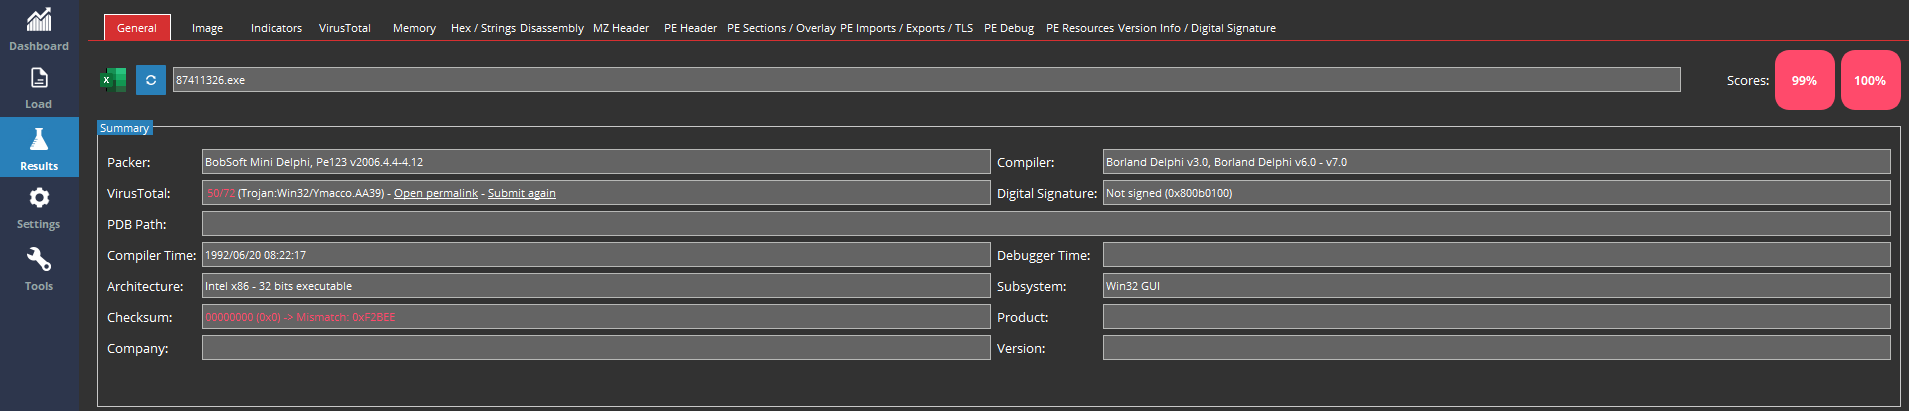 Dashboard
Load
Results
Settings
Tools
General Image Indicators VirusTotal Memory Hex / Strings Disassembly MZ Header PE Header PE Sections / Overlay PE Imports / Exports / TLS PE Debug PE Resources Version Info / Digital Signature
X 87411326.exe Scores: 99% 100%
Summary
Packer: BobSoft Mini Delphi, Pe123 v2006.4.4-4.12 Compiler: Borland Delphi v3.0, Borland Delphi v6.0 - v7.0
VirusTotal: 50/72 (Trojan:Win32/Ymacco.AA39) - Open permalink - Submit again Digital Signature: Not signed (0x800b0100)
PDB Path:
Compiler Time: 1992/06/20 08:22:17 Debugger Time:
Architecture: Intel x86 - 32 bits executable Subsystem: Win32 GUI
Checksum: 00000000 (0x0) -> Mismatch: 0xF2BEE Product:
Company: Version: